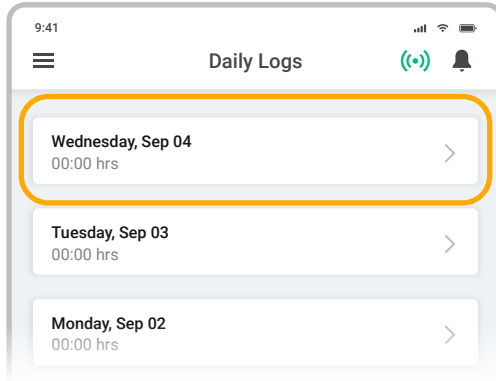 9:41
Daily Logs
Wednesday, Sep 04
00:00 hrs
Tuesday, Sep 03
00:00 hrs
Monday, Sep 02
00:00 hrs